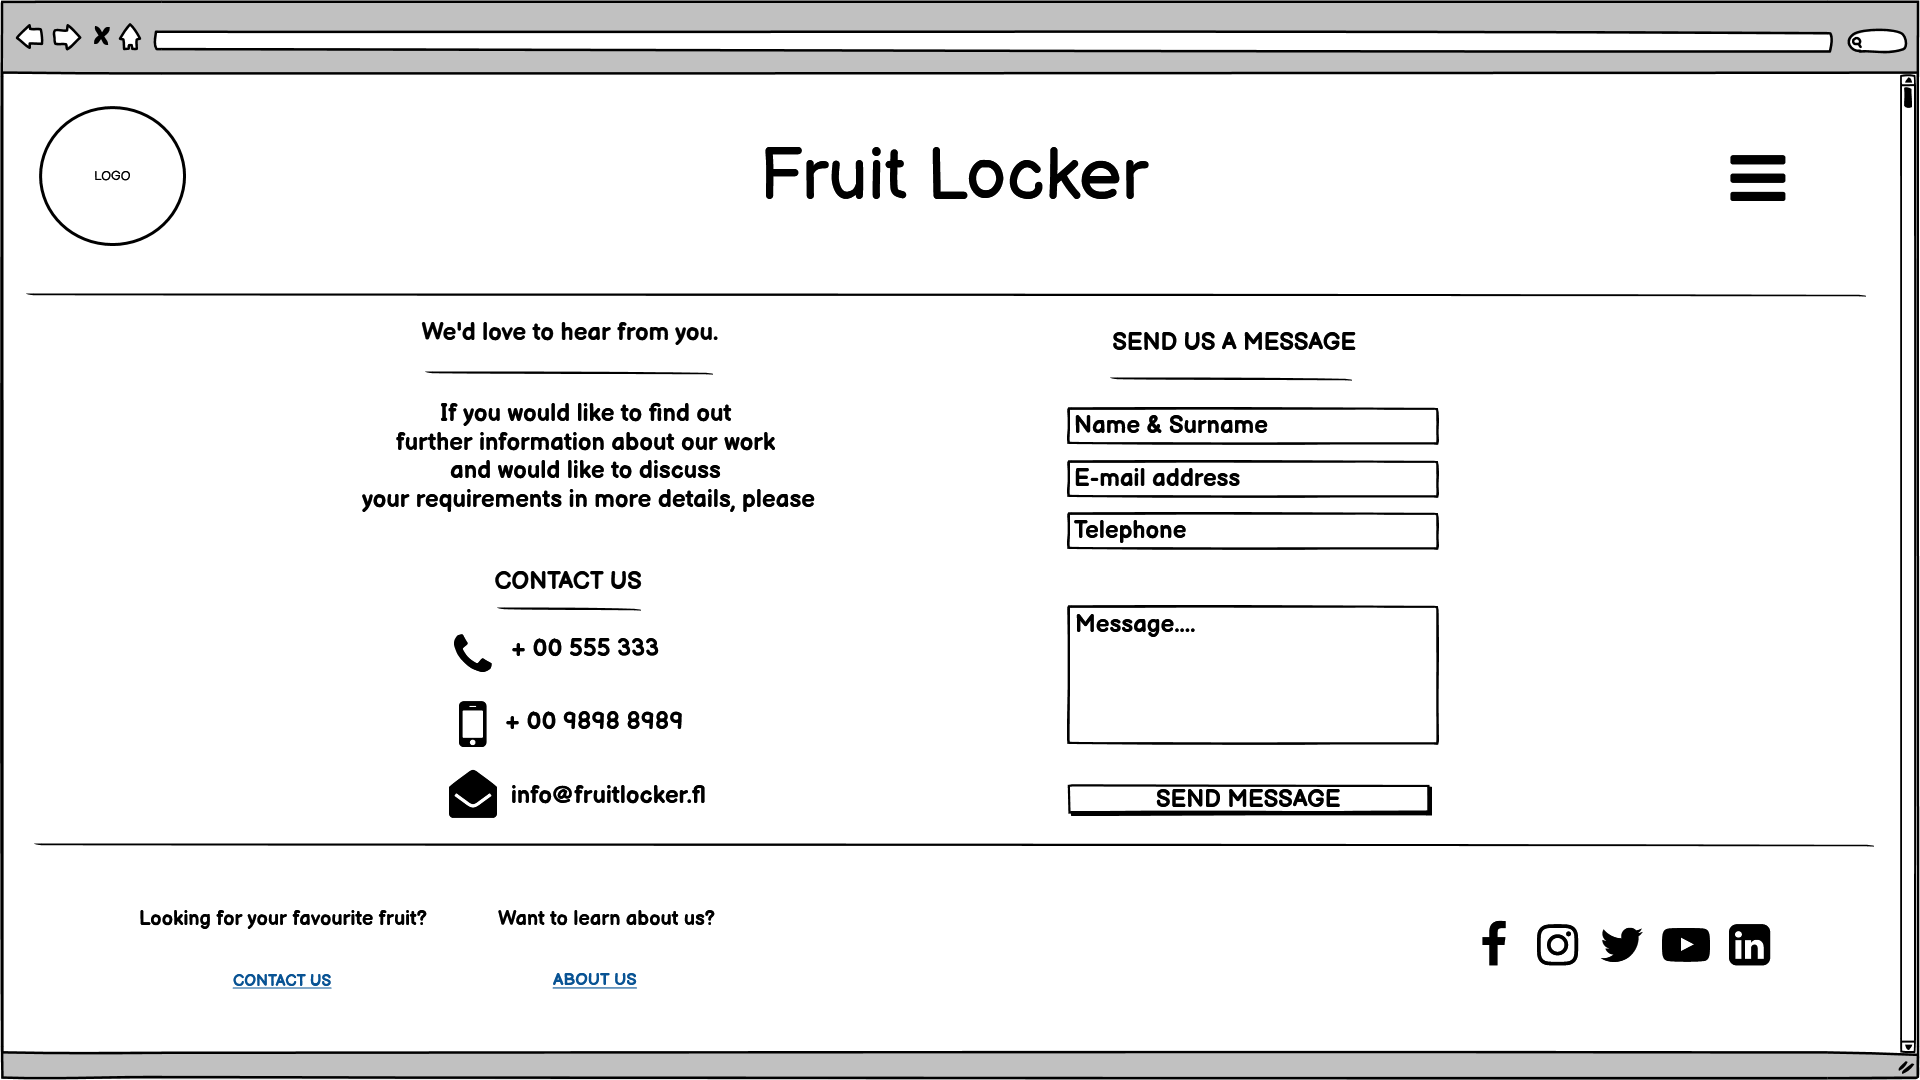 LOGO
Fruit Locker
We'd love to hear from you.
If you would like to find out
further information about our work
and would like to discuss
your requirements in more details, please
CONTACT US
+ 00 555 333
+ 00 9898 8989
info@fruitlocker.fl
SEND US A MESSAGE
Name & Surname
E-mail address
Telephone
Message....
SEND MESSAGE
Looking for your favourite fruit?
CONTACT US
Want to learn about us?
ABOUT US